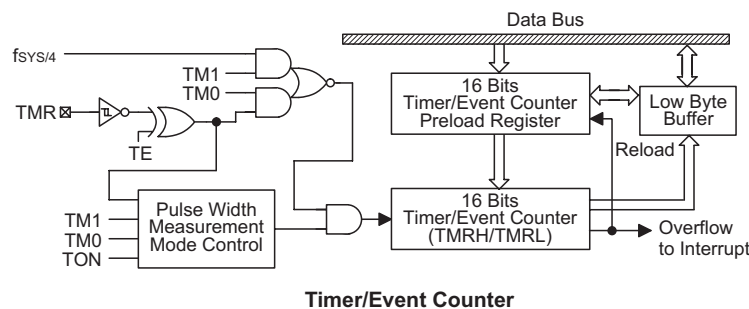 Data Bus
fSYS/4
TM1
TM0
TMR
TE
16 Bits
Timer/Event Counter
Preload Register
Low Byte
Buffer
Reload
TM1
TM0
TON
Pulse Width
Measurement
Mode Control
16 Bits
Timer/Event Counter
(TMRH/TMRL)
Overflow
to Interrupt
Timer/Event Counter